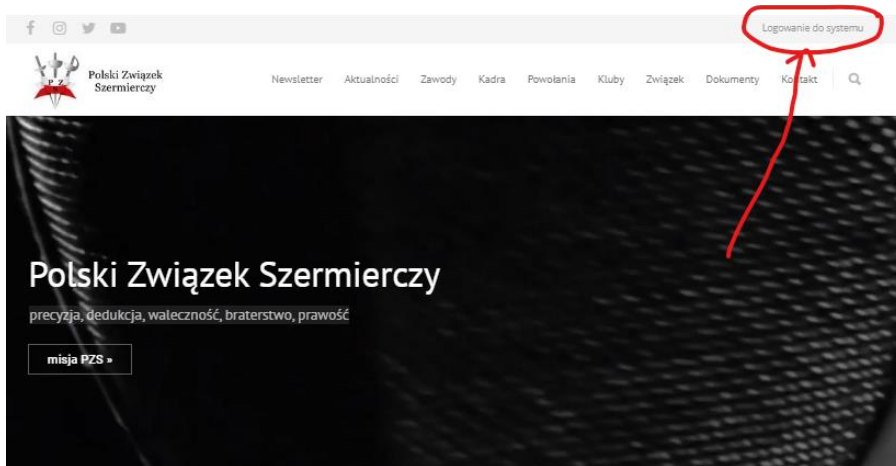 Logowanie do systemu
Polski Związek
Szermierczy
Newsletter Aktualności Zawody Kadra Powołania Kluby Związek Dokumenty Kontakt
Polski Związek Szermierczy
precyzja, dedukcja, waleczność, braterstwo, prawość
misja PZS »